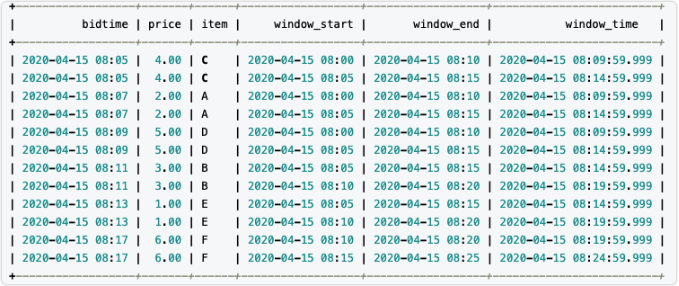 +------------------+-------+------+------------------+------------------+-------------------------+
|          bidtime | price | item |     window_start |       window_end |            window_time  |
+------------------+-------+------+------------------+------------------+-------------------------+
| 2020-04-15 08:05 |  4.00 | C    | 2020-04-15 08:00 | 2020-04-15 08:10 | 2020-04-15 08:09:59.999 |
| 2020-04-15 08:05 |  4.00 | C    | 2020-04-15 08:05 | 2020-04-15 08:15 | 2020-04-15 08:14:59.999 |
| 2020-04-15 08:07 |  2.00 | A    | 2020-04-15 08:00 | 2020-04-15 08:10 | 2020-04-15 08:09:59.999 |
| 2020-04-15 08:07 |  2.00 | A    | 2020-04-15 08:05 | 2020-04-15 08:15 | 2020-04-15 08:14:59.999 |
| 2020-04-15 08:09 |  5.00 | D    | 2020-04-15 08:00 | 2020-04-15 08:10 | 2020-04-15 08:09:59.999 |
| 2020-04-15 08:09 |  5.00 | D    | 2020-04-15 08:05 | 2020-04-15 08:15 | 2020-04-15 08:14:59.999 |
| 2020-04-15 08:11 |  3.00 | B    | 2020-04-15 08:05 | 2020-04-15 08:15 | 2020-04-15 08:14:59.999 |
| 2020-04-15 08:11 |  3.00 | B    | 2020-04-15 08:10 | 2020-04-15 08:20 | 2020-04-15 08:19:59.999 |
| 2020-04-15 08:13 |  1.00 | E    | 2020-04-15 08:05 | 2020-04-15 08:15 | 2020-04-15 08:14:59.999 |
| 2020-04-15 08:13 |  1.00 | E    | 2020-04-15 08:10 | 2020-04-15 08:20 | 2020-04-15 08:19:59.999 |
| 2020-04-15 08:17 |  6.00 | F    | 2020-04-15 08:10 | 2020-04-15 08:20 | 2020-04-15 08:19:59.999 |
| 2020-04-15 08:17 |  6.00 | F    | 2020-04-15 08:15 | 2020-04-15 08:25 | 2020-04-15 08:24:59.999 |
+------------------+-------+------+------------------+------------------+-------------------------+